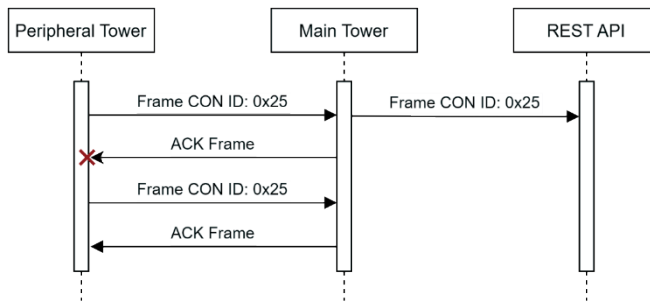 Peripheral Tower
Main Tower
REST API
Frame CON ID: 0x25
Frame CON ID: 0x25
ACK Frame
Frame CON ID: 0x25
ACK Frame